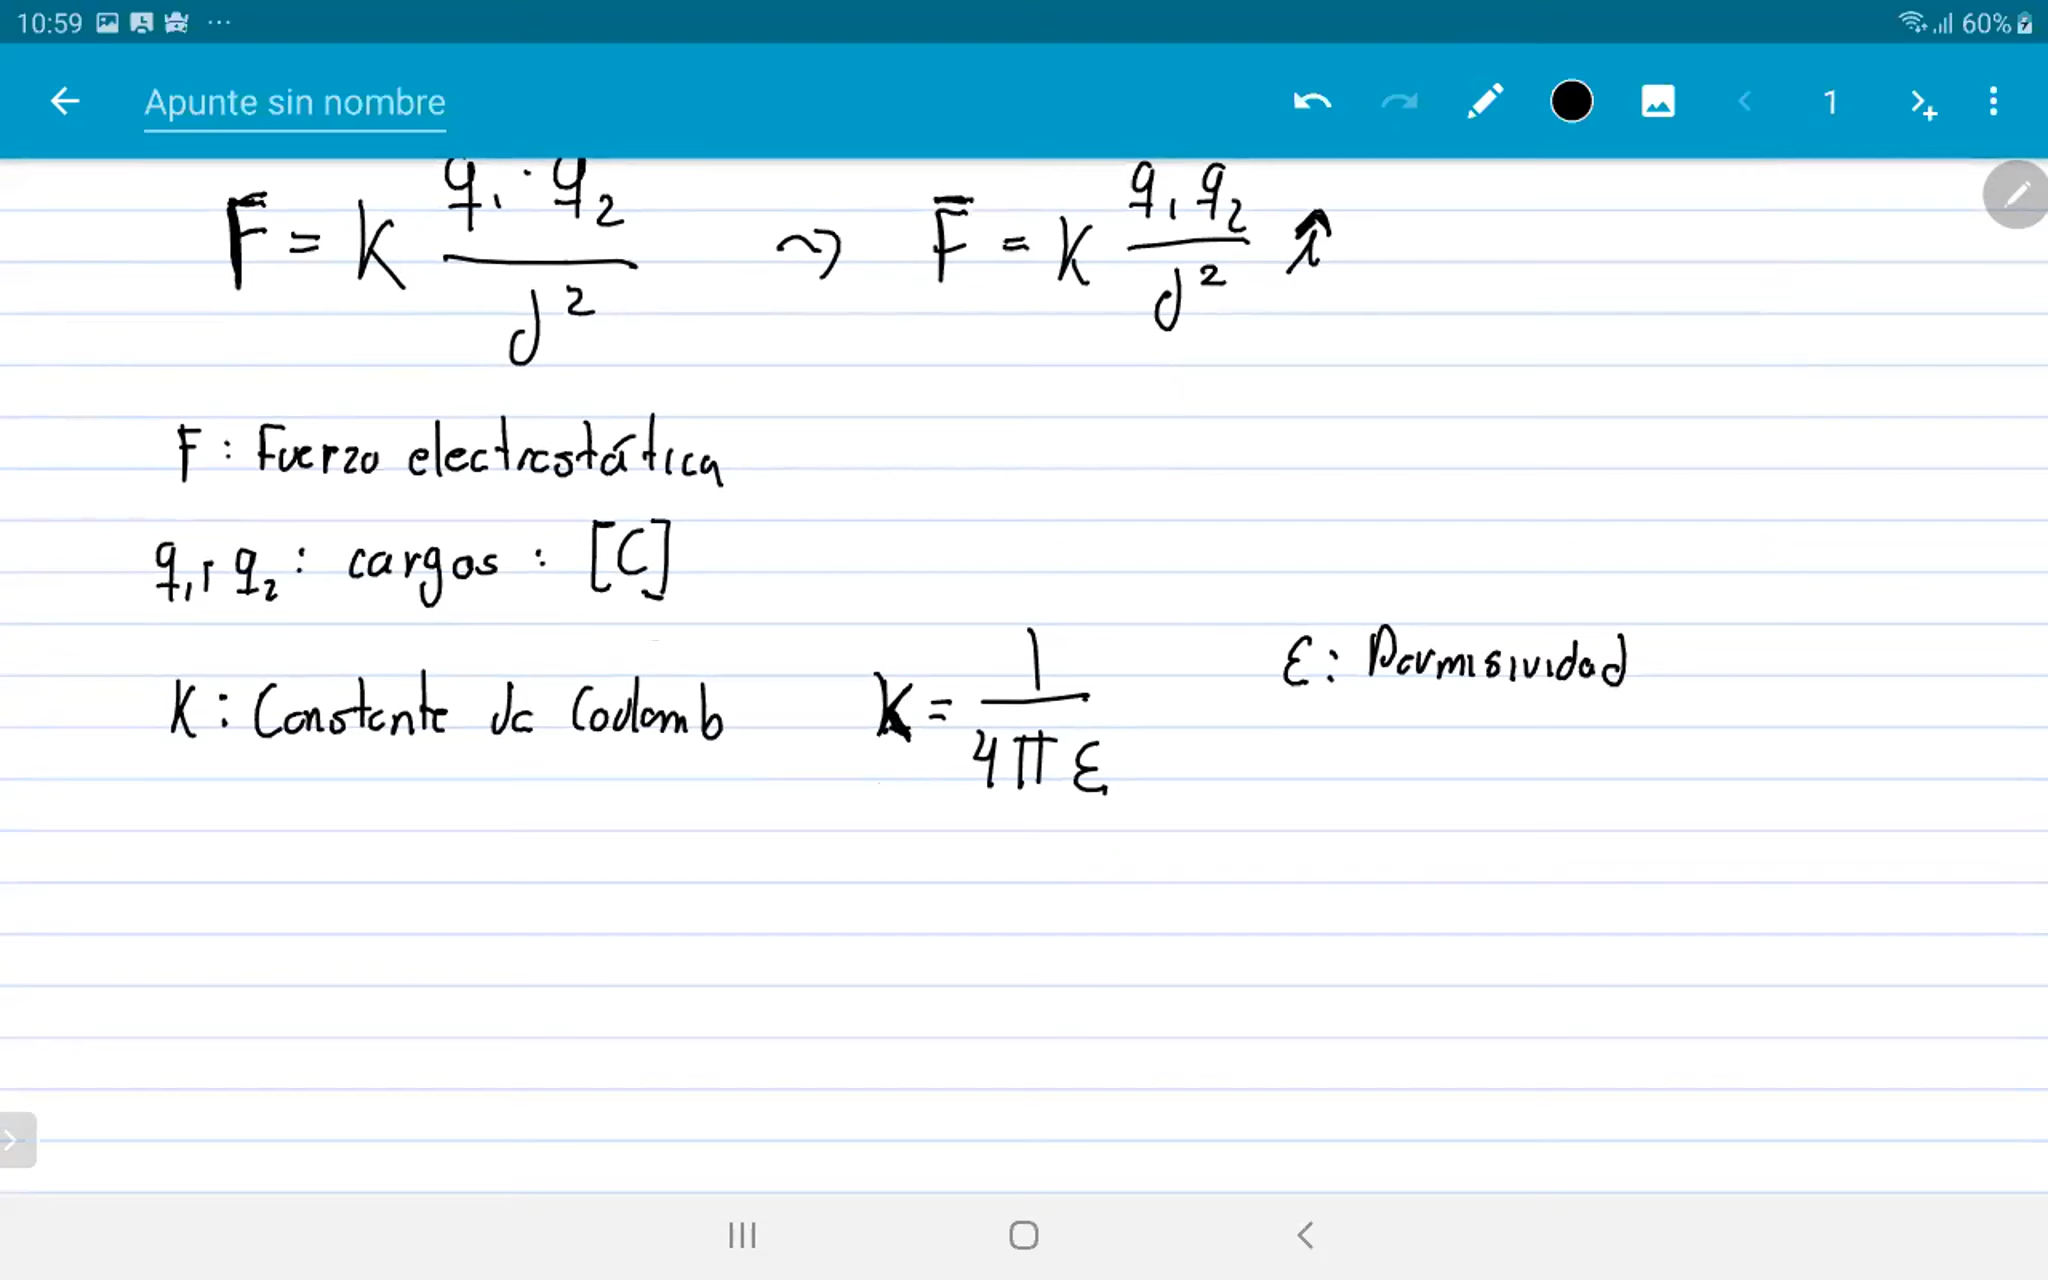 10:59 60%
Apunte sin nombre 1
F̄ = K q₁ · q₂ / d² ⇝ F̄ = K q₁ q₂ / d² r̂
F : Fuerza electrostática
q₁, q₂ : cargas : [C]
K : Constante de Coulomb K = 1 / 4 π ε ε : Permisividad